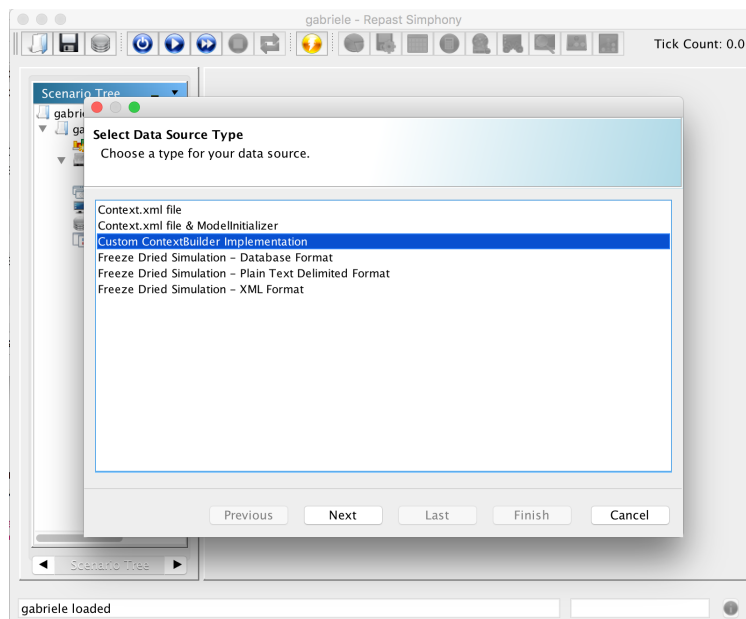 gabriele - Repast Simphony
Tick Count: 0.0
Scenario Tree
gabri
ga
Select Data Source Type
Choose a type for your data source.
Context.xml file
Context.xml file & ModelInitializer
Custom ContextBuilder Implementation
Freeze Dried Simulation – Database Format
Freeze Dried Simulation – Plain Text Delimited Format
Freeze Dried Simulation – XML Format
Previous Next Last Finish Cancel
Scenario Tree
gabriele loaded